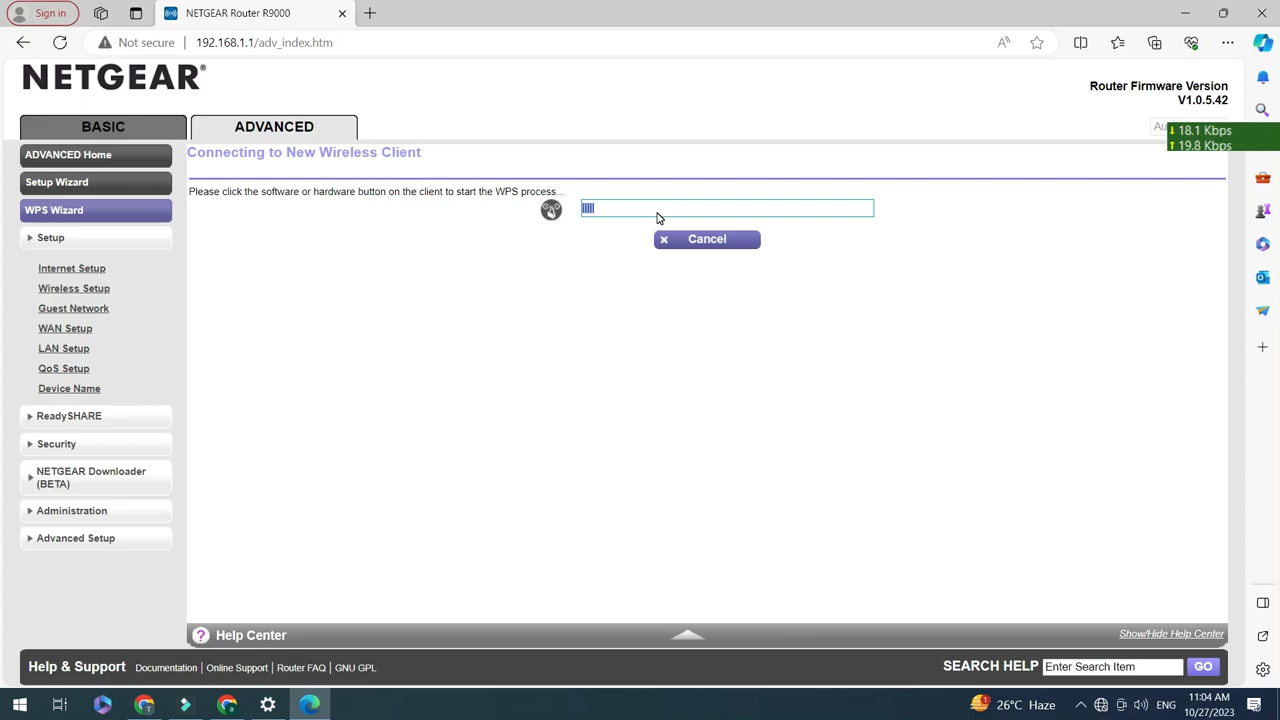 Sign in
NETGEAR Router R9000
Not secure
192.168.1.1/adv_index.htm
NETGEAR®
Router Firmware Version
V1.0.5.42
BASIC
ADVANCED
Au
18.1 Kbps
19.8 Kbps
ADVANCED Home
Setup Wizard
WPS Wizard
Setup
Internet Setup
Wireless Setup
Guest Network
WAN Setup
LAN Setup
QoS Setup
Device Name
ReadySHARE
Security
NETGEAR Downloader
(BETA)
Administration
Advanced Setup
Connecting to New Wireless Client
Please click the software or hardware button on the client to start the WPS process...
Cancel
? Help Center
Show/Hide Help Center
Help & Support Documentation | Online Support | Router FAQ | GNU GPL
SEARCH HELP Enter Search Item GO
26°C Haze
ENG
11:04 AM
10/27/2023